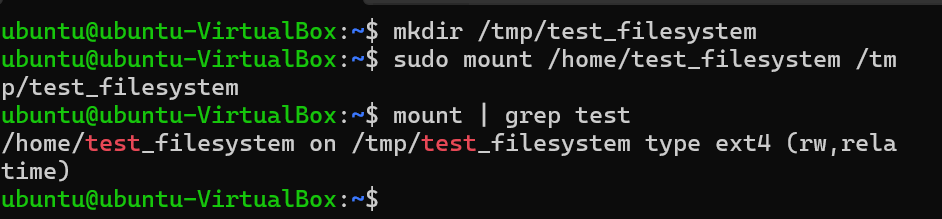 ubuntu@ubuntu-VirtualBox:~$ mkdir /tmp/test_filesystem
ubuntu@ubuntu-VirtualBox:~$ sudo mount /home/test_filesystem /tm
p/test_filesystem
ubuntu@ubuntu-VirtualBox:~$ mount | grep test
/home/test_filesystem on /tmp/test_filesystem type ext4 (rw,rela
time)
ubuntu@ubuntu-VirtualBox:~$